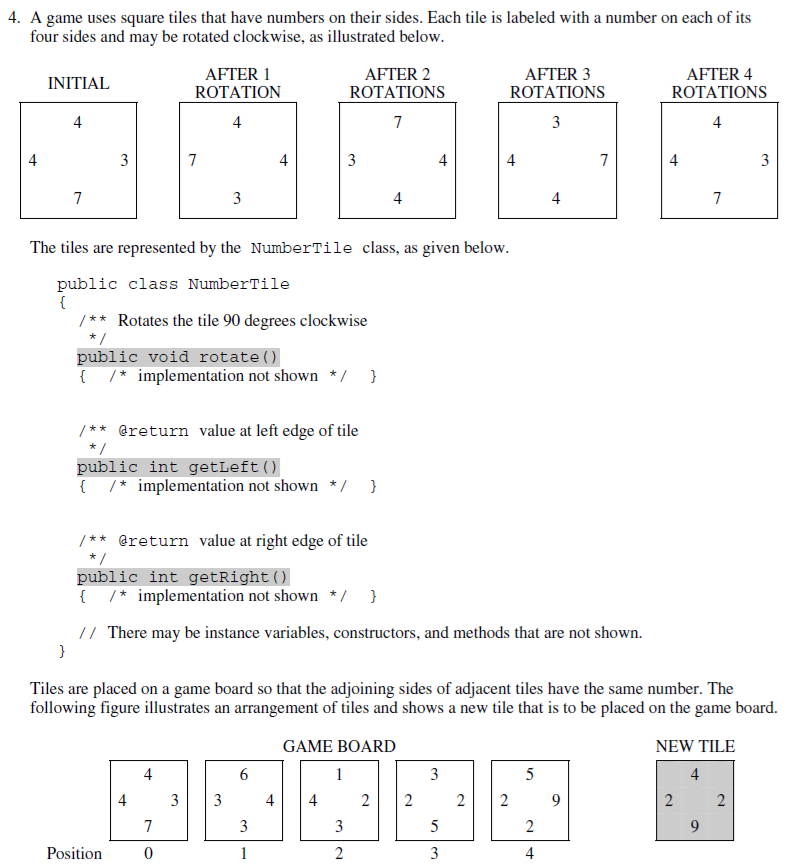 4. A game uses square tiles that have numbers on their sides. Each tile is labeled with a number on each of its
four sides and may be rotated clockwise, as illustrated below.
INITIAL
AFTER 1
ROTATION
AFTER 2
ROTATIONS
AFTER 3
ROTATIONS
AFTER 4
ROTATIONS
4 4 7 3 4
4 3 7 4 3 4 4 7 4 3
7 3 4 4 7
The tiles are represented by the NumberTile class, as given below.
public class NumberTile
{
/** Rotates the tile 90 degrees clockwise
*/
public void rotate()
{ /* implementation not shown */ }
/** @return value at left edge of tile
*/
public int getLeft()
{ /* implementation not shown */ }
/** @return value at right edge of tile
*/
public int getRight()
{ /* implementation not shown */ }
// There may be instance variables, constructors, and methods that are not shown.
}
Tiles are placed on a game board so that the adjoining sides of adjacent tiles have the same number. The
following figure illustrates an arrangement of tiles and shows a new tile that is to be placed on the game board.
GAME BOARD NEW TILE
4 6 1 3 5 4
4 3 3 4 4 2 2 2 2 9 2 2
7 3 3 5 2 9
Position 0 1 2 3 4